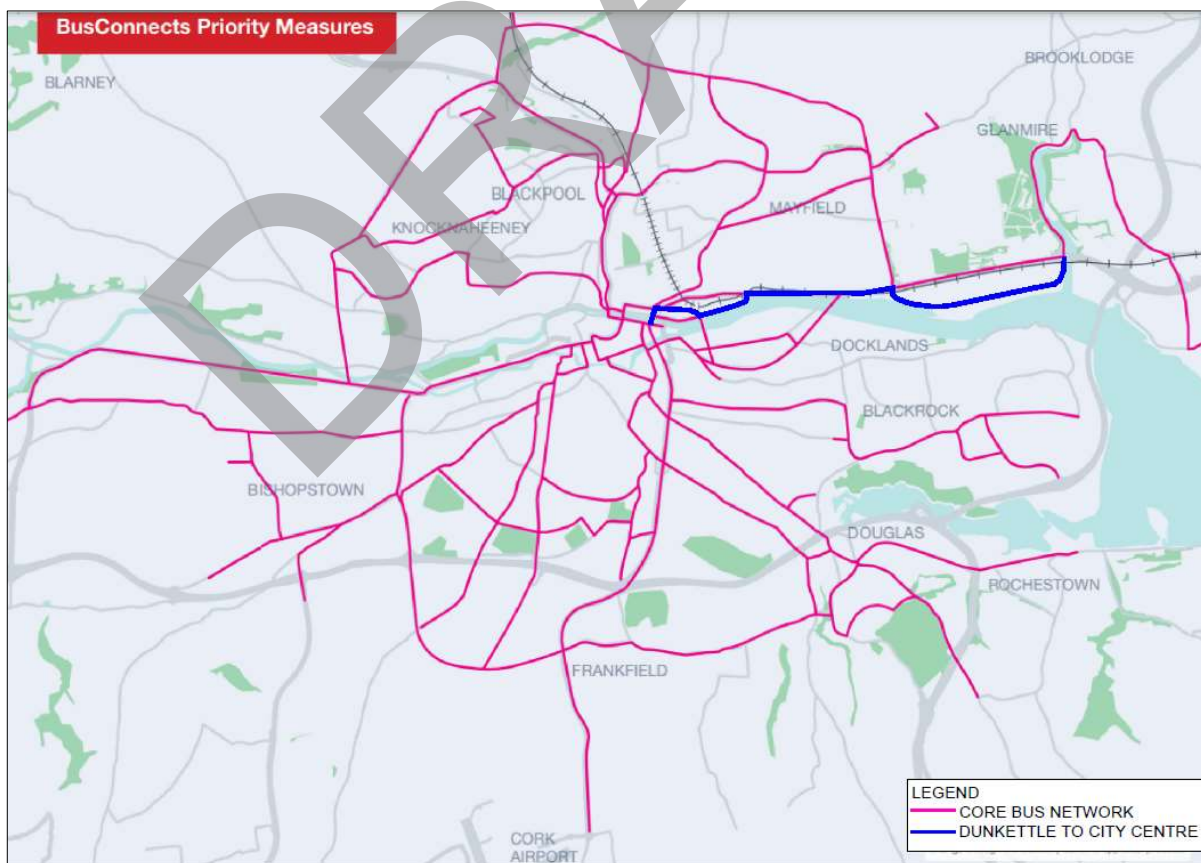 BusConnects Priority Measures
BLARNEY
BROOKLODGE
GLANMIRE
BLACKPOOL
MAYFIELD
KNOCKNAHEENEY
DOCKLANDS
BLACKROCK
BISHOPSTOWN
DOUGLAS
ROCHESTOWN
FRANKFIELD
CORK
AIRPORT
LEGEND
CORE BUS NETWORK
DUNKETTLE TO CITY CENTRE
DRA